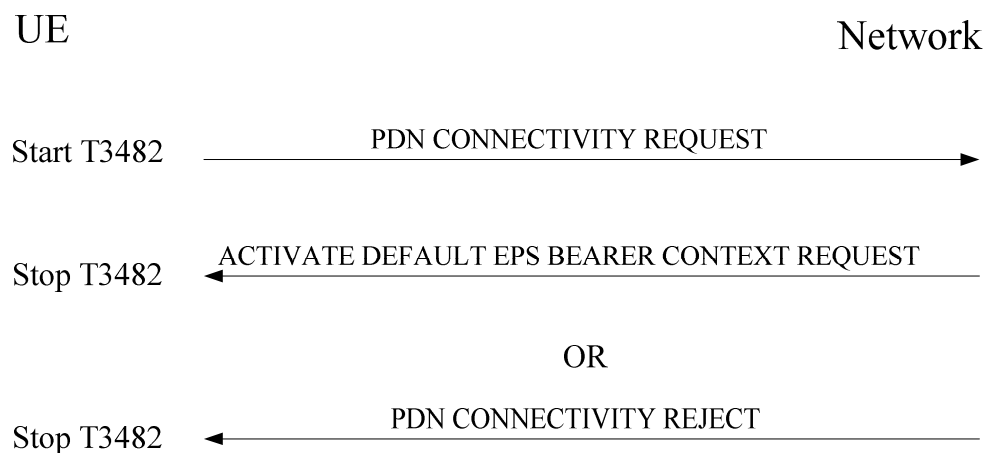 UE
Network
Start T3482
PDN CONNECTIVITY REQUEST
ACTIVATE DEFAULT EPS BEARER CONTEXT REQUEST
Stop T3482
OR
PDN CONNECTIVITY REJECT
Stop T3482